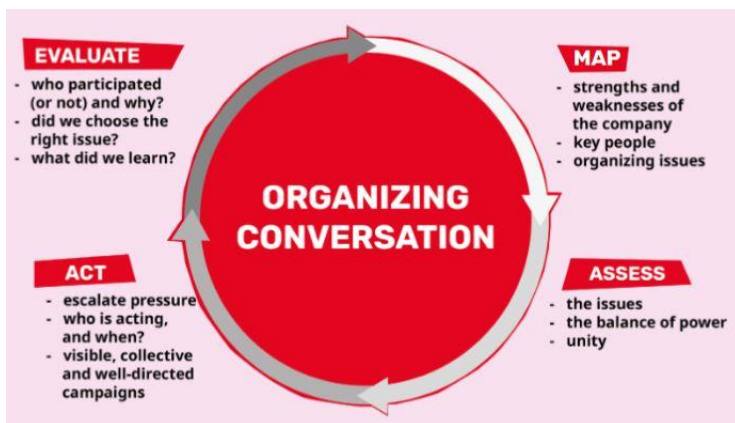 EVALUATE
- who participated
(or not) and why?
- did we choose the
right issue?
- what did we learn?
MAP
- strengths and
weaknesses of
the company
- key people
- organizing issues
ORGANIZING
CONVERSATION
ACT
- escalate pressure
- who is acting,
and when?
- visible, collective
and well-directed
campaigns
ASSESS
- the issues
- the balance of power
- unity